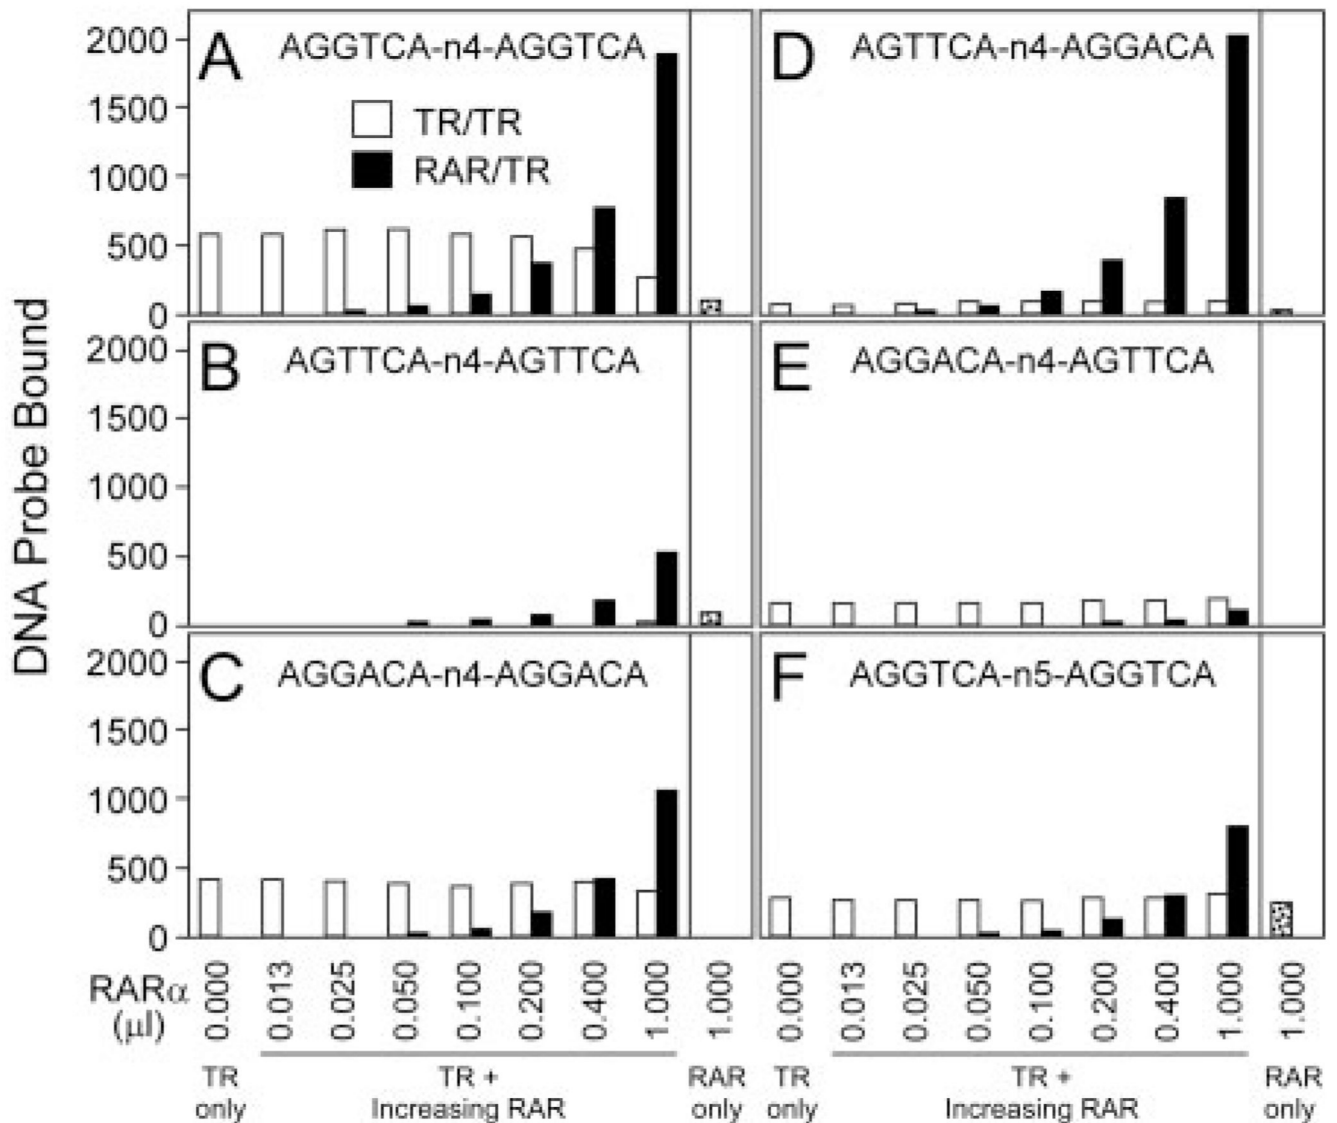 DNA Probe Bound
A
AGGTCA-n4-AGGTCA
TR/TR
RAR/TR
2000
1500
1000
500
0
D
AGTTCA-n4-AGGACA
B
AGTTCA-n4-AGTTCA
2000
1500
1000
500
0
E
AGGACA-n4-AGTTCA
C
AGGACA-n4-AGGACA
2000
1500
1000
500
0
F
AGGTCA-n5-AGGTCA
RARα
(μl)
0.000 0.013 0.025 0.050 0.100 0.200 0.400 1.000 1.000 0.000 0.013 0.025 0.050 0.100 0.200 0.400 1.000 1.000
TR
only
TR +
Increasing RAR
RAR
only
TR
only
TR +
Increasing RAR
RAR
only